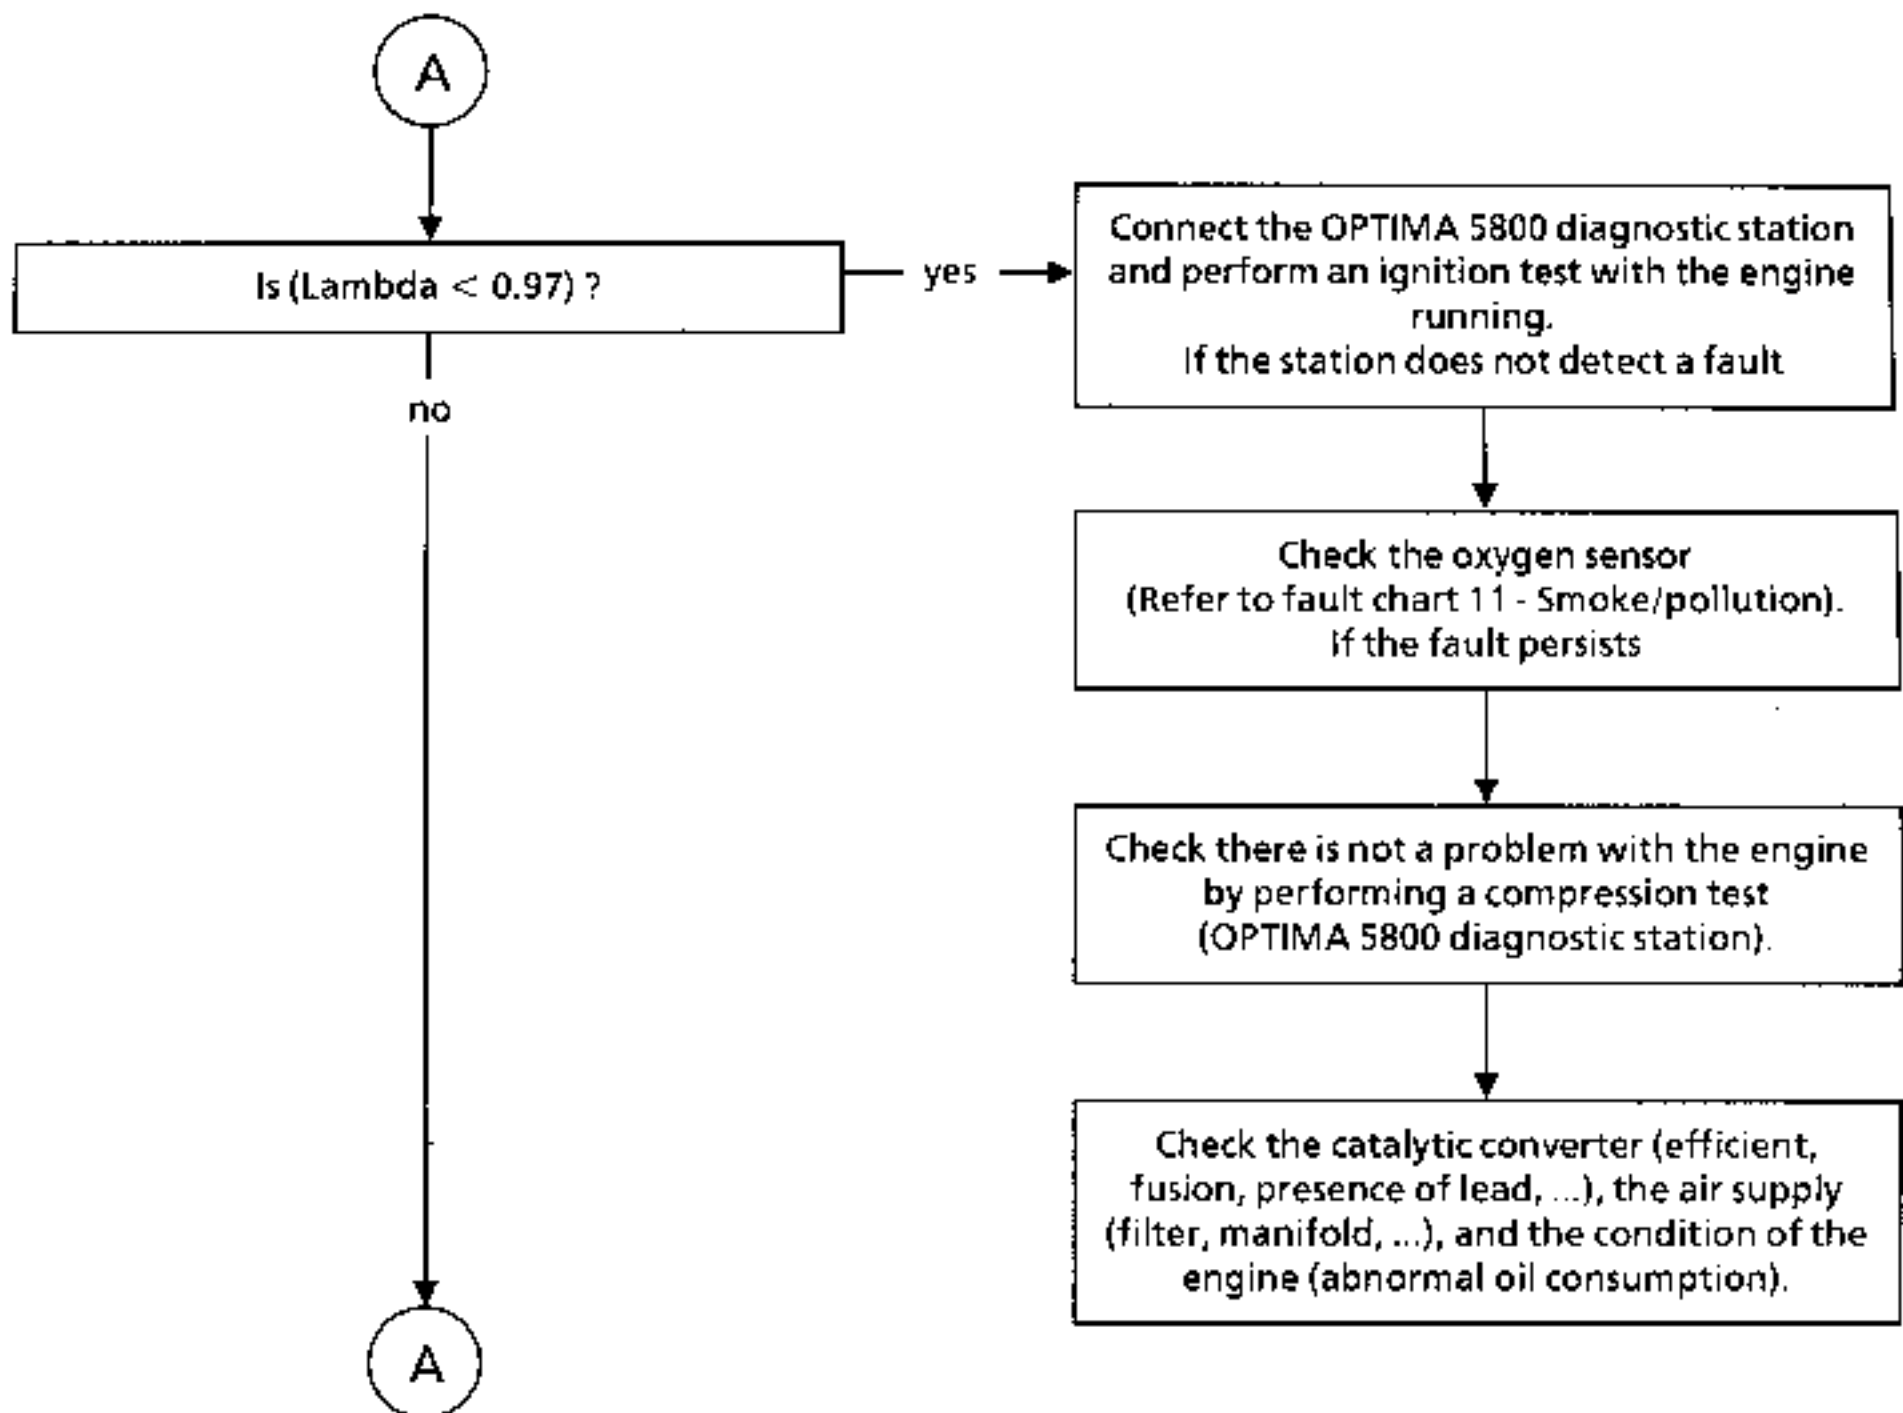 A
Is (Lambda < 0.97) ?
yes
Connect the OPTIMA 5800 diagnostic station
and perform an ignition test with the engine
running.
If the station does not detect a fault
no
Check the oxygen sensor
(Refer to fault chart 11 - Smoke/pollution).
If the fault persists
Check there is not a problem with the engine
by performing a compression test
(OPTIMA 5800 diagnostic station).
Check the catalytic converter (efficient,
fusion, presence of lead, ...), the air supply
(filter, manifold, ...), and the condition of the
engine (abnormal oil consumption).
A